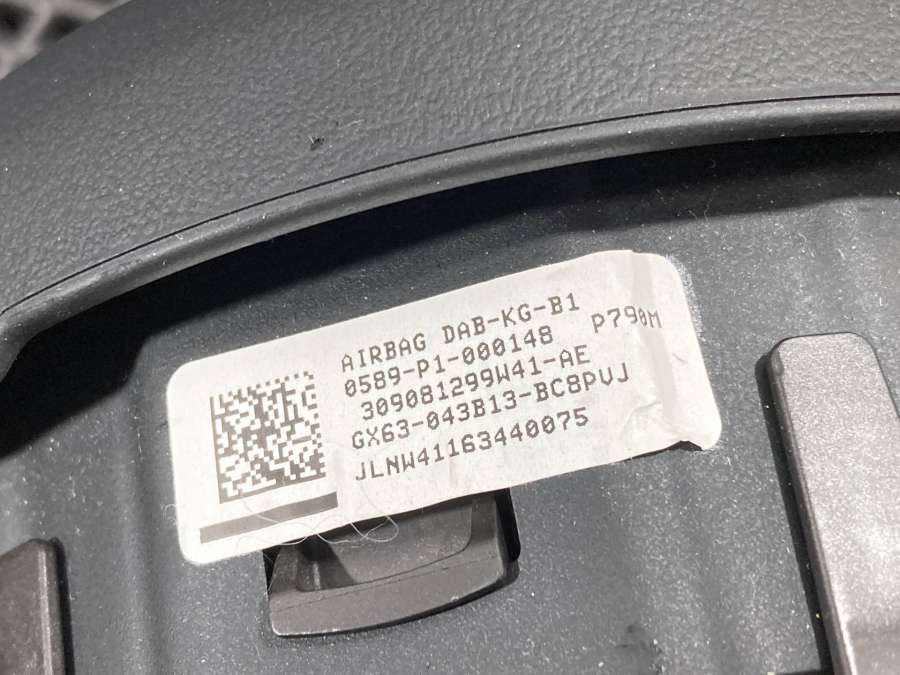 AIRBAG DAB-KG-B1
0589-P1-000148 P790M
309081299W41-AE
GX63-043B13-BC8PVJ
JLNW41163440075